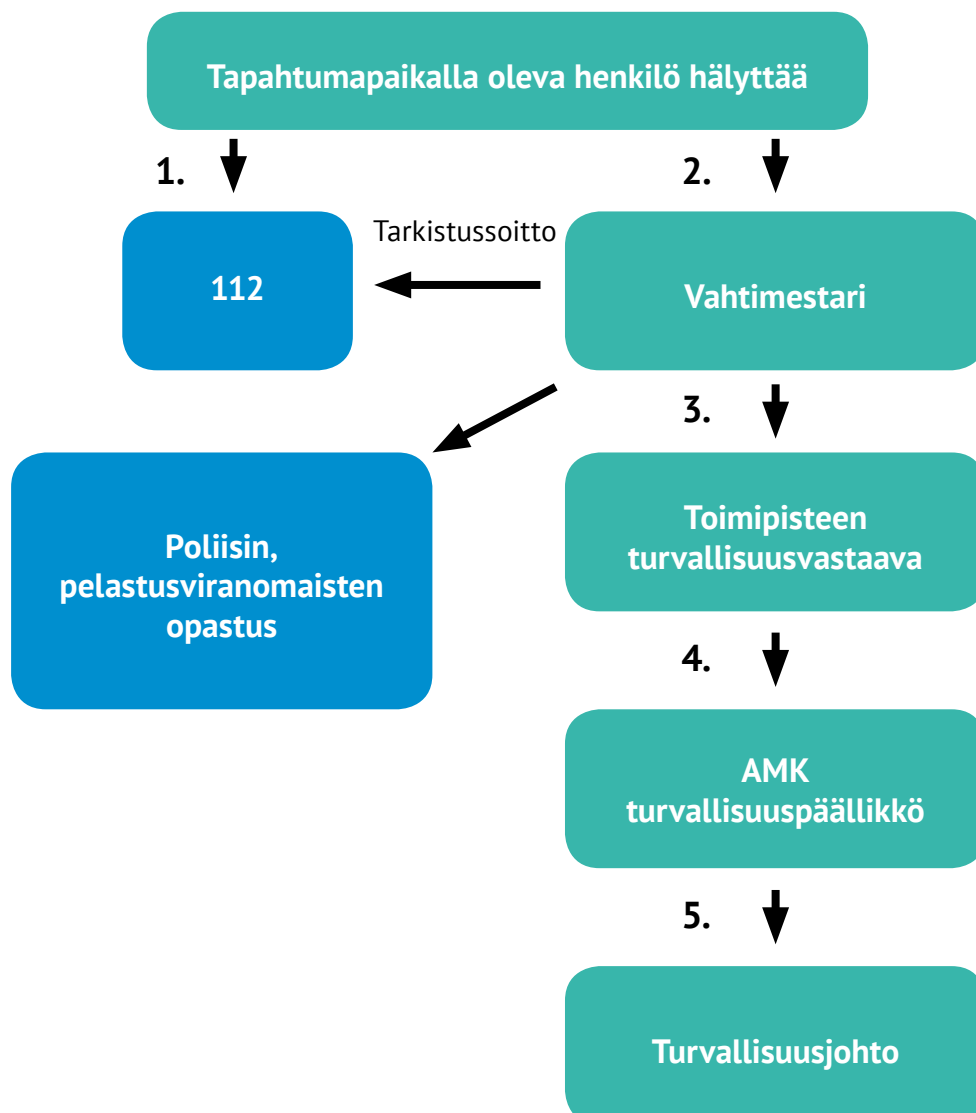 Tapahtumapaikalla oleva henkilö hälyttää
1.
2.
112
Tarkistussoitto
Vahtimestari
3.
Poliisin,
pelastusviranomaisten
opastus
Toimipisteen
turvallisuusvastaava
4.
AMK
turvallisuuspäällikkö
5.
Turvallisuusjohto